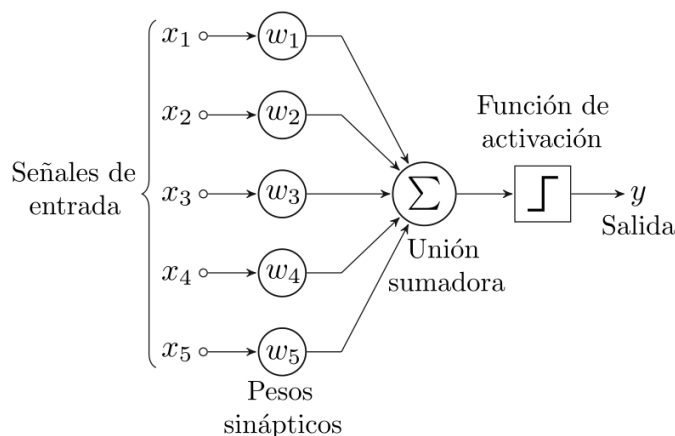 x₁ w₁
x₂ w₂
x₃ w₃
x₄ w₄
x₅ w₅
Señales de
entrada
Pesos
sinápticos
Σ
Unión
sumadora
Función de
activación
y
Salida